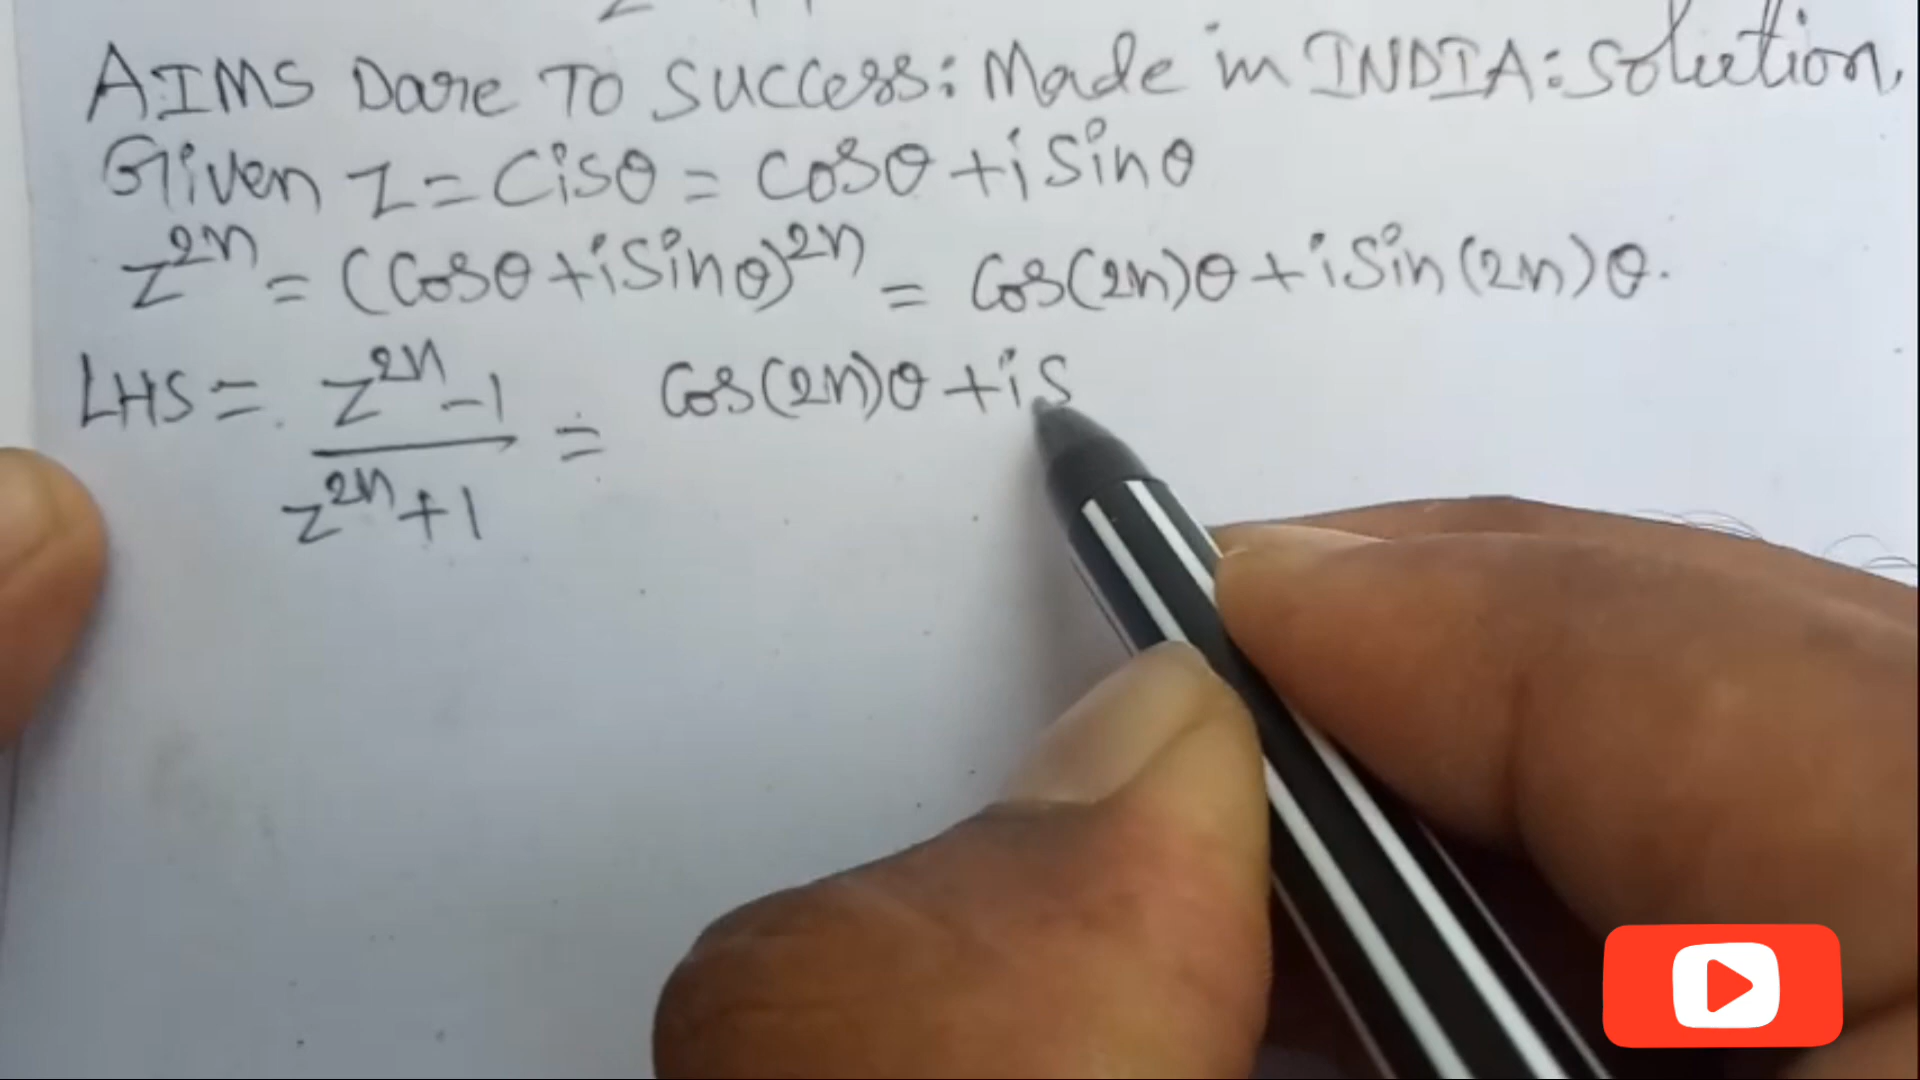 AIMS Dare To Success: Made in INDIA: Solution.
Given z = Cisθ = Cosθ + i Sinθ
z^2n = (Cosθ + i Sinθ)^2n = Cos(2n)θ + i Sin(2n)θ.
LHS = z^2n - 1 / z^2n + 1 = Cos(2n)θ + i S